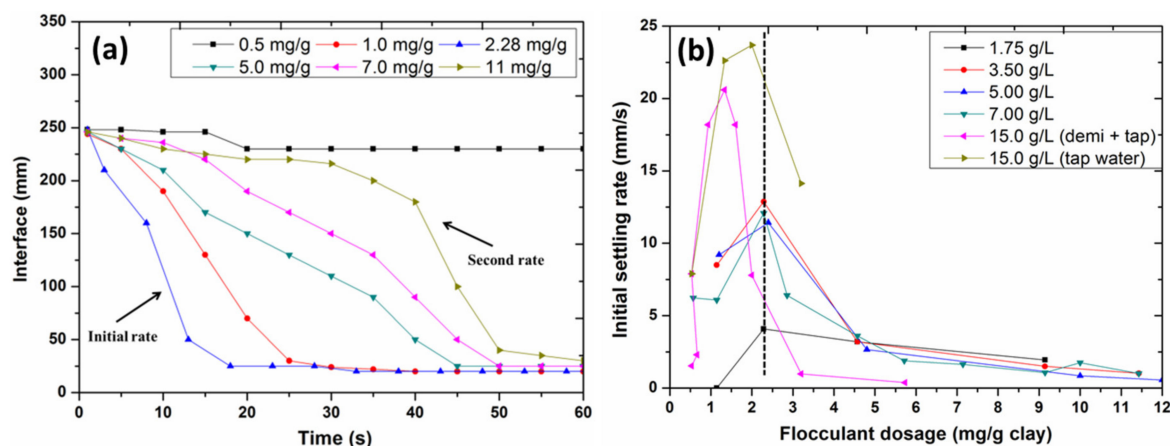 (a)
0.5 mg/g 1.0 mg/g 2.28 mg/g
5.0 mg/g 7.0 mg/g 11 mg/g
350
300
250
200
150
100
50
0
Interface (mm)
Initial rate
Second rate
0 10 20 30 40 50 60
Time (s)
(b)
1.75 g/L
3.50 g/L
5.00 g/L
7.00 g/L
15.0 g/L (demi + tap)
15.0 g/L (tap water)
25
20
15
10
5
0
Initial settling rate (mm/s)
0 1 2 3 4 5 6 7 8 9 10 11 12
Flocculant dosage (mg/g clay)